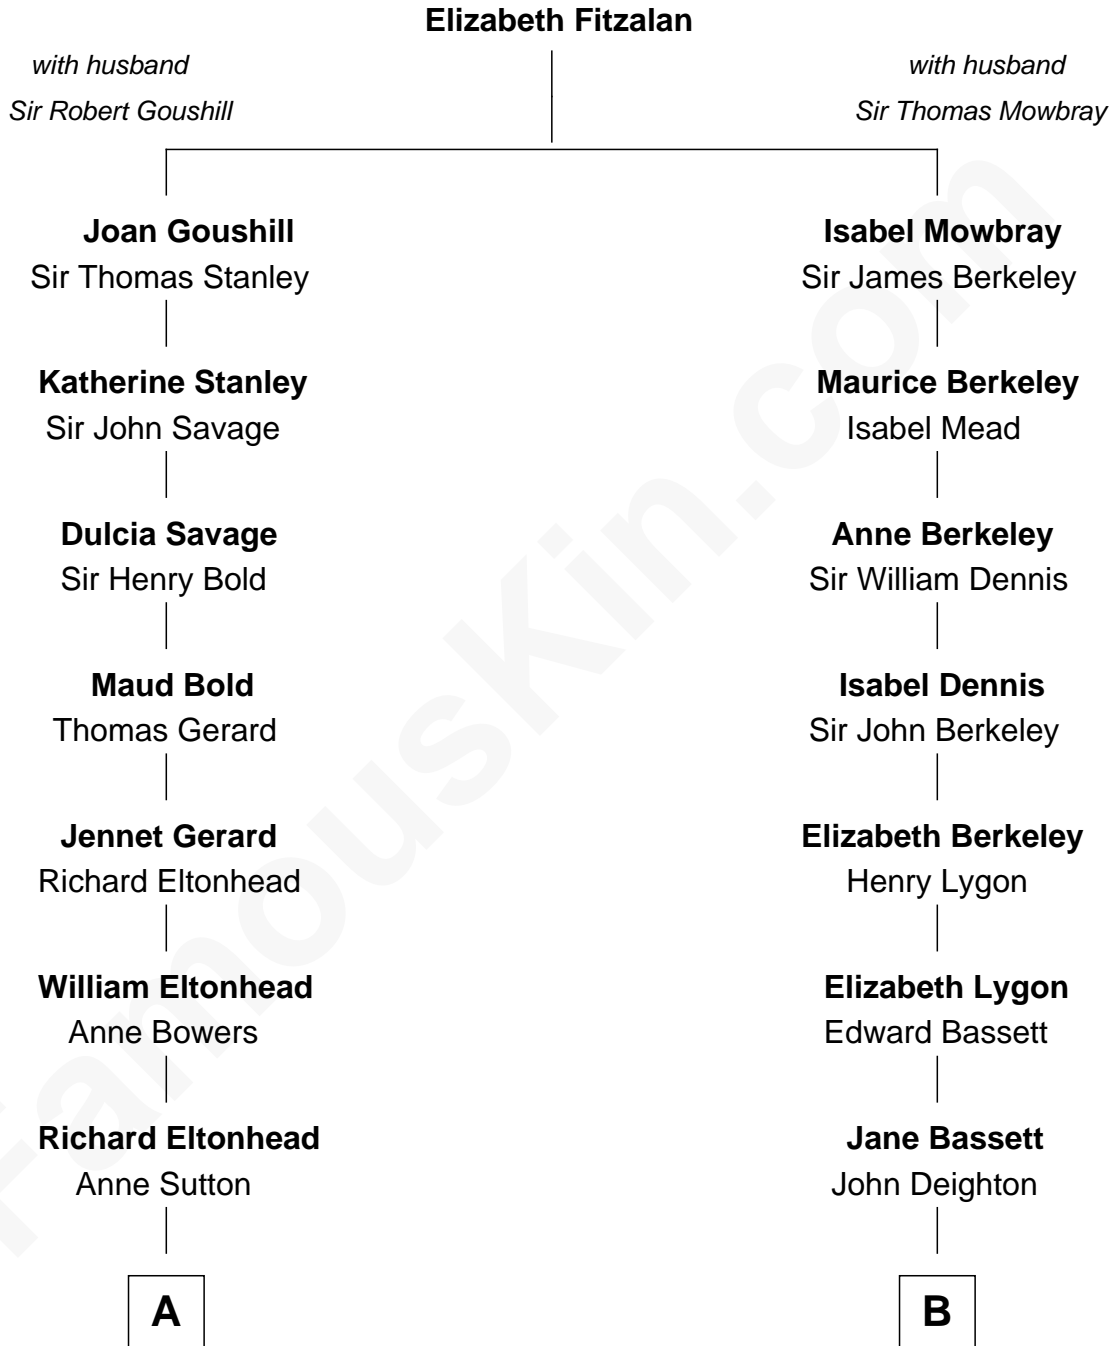 Elizabeth Fitzalan
with husband
Sir Robert Goushill
with husband
Sir Thomas Mowbray
Joan Goushill
Sir Thomas Stanley
Isabel Mowbray
Sir James Berkeley
Katherine Stanley
Sir John Savage
Maurice Berkeley
Isabel Mead
Dulcia Savage
Sir Henry Bold
Anne Berkeley
Sir William Dennis
Maud Bold
Thomas Gerard
Isabel Dennis
Sir John Berkeley
Jennet Gerard
Richard Eltonhead
Elizabeth Berkeley
Henry Lygon
William Eltonhead
Anne Bowers
Elizabeth Lygon
Edward Bassett
Richard Eltonhead
Anne Sutton
Jane Bassett
John Deighton
A
B
FamousKin.com